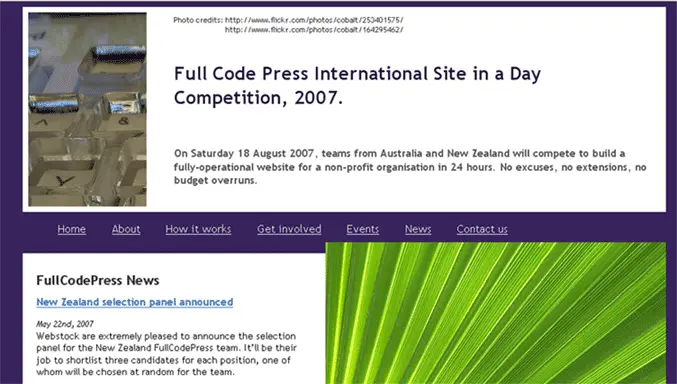 Photo credits: http://www.flickr.com/photos/cobalt/253401575/
http://www.flickr.com/photos/cobalt/164295462/
Full Code Press International Site in a Day
Competition, 2007.
On Saturday 18 August 2007, teams from Australia and New Zealand will compete to build a
fully-operational website for a non-profit organisation in 24 hours. No excuses, no extensions, no
budget overruns.
Home About How it works Get involved Events News Contact us
FullCodePress News
New Zealand selection panel announced
May 22nd, 2007
Webstock are extremely pleased to announce the selection
panel for the New Zealand FullCodePress team. It'll be their
job to shortlist three candidates for each position, one of
whom will be chosen at random for the team.